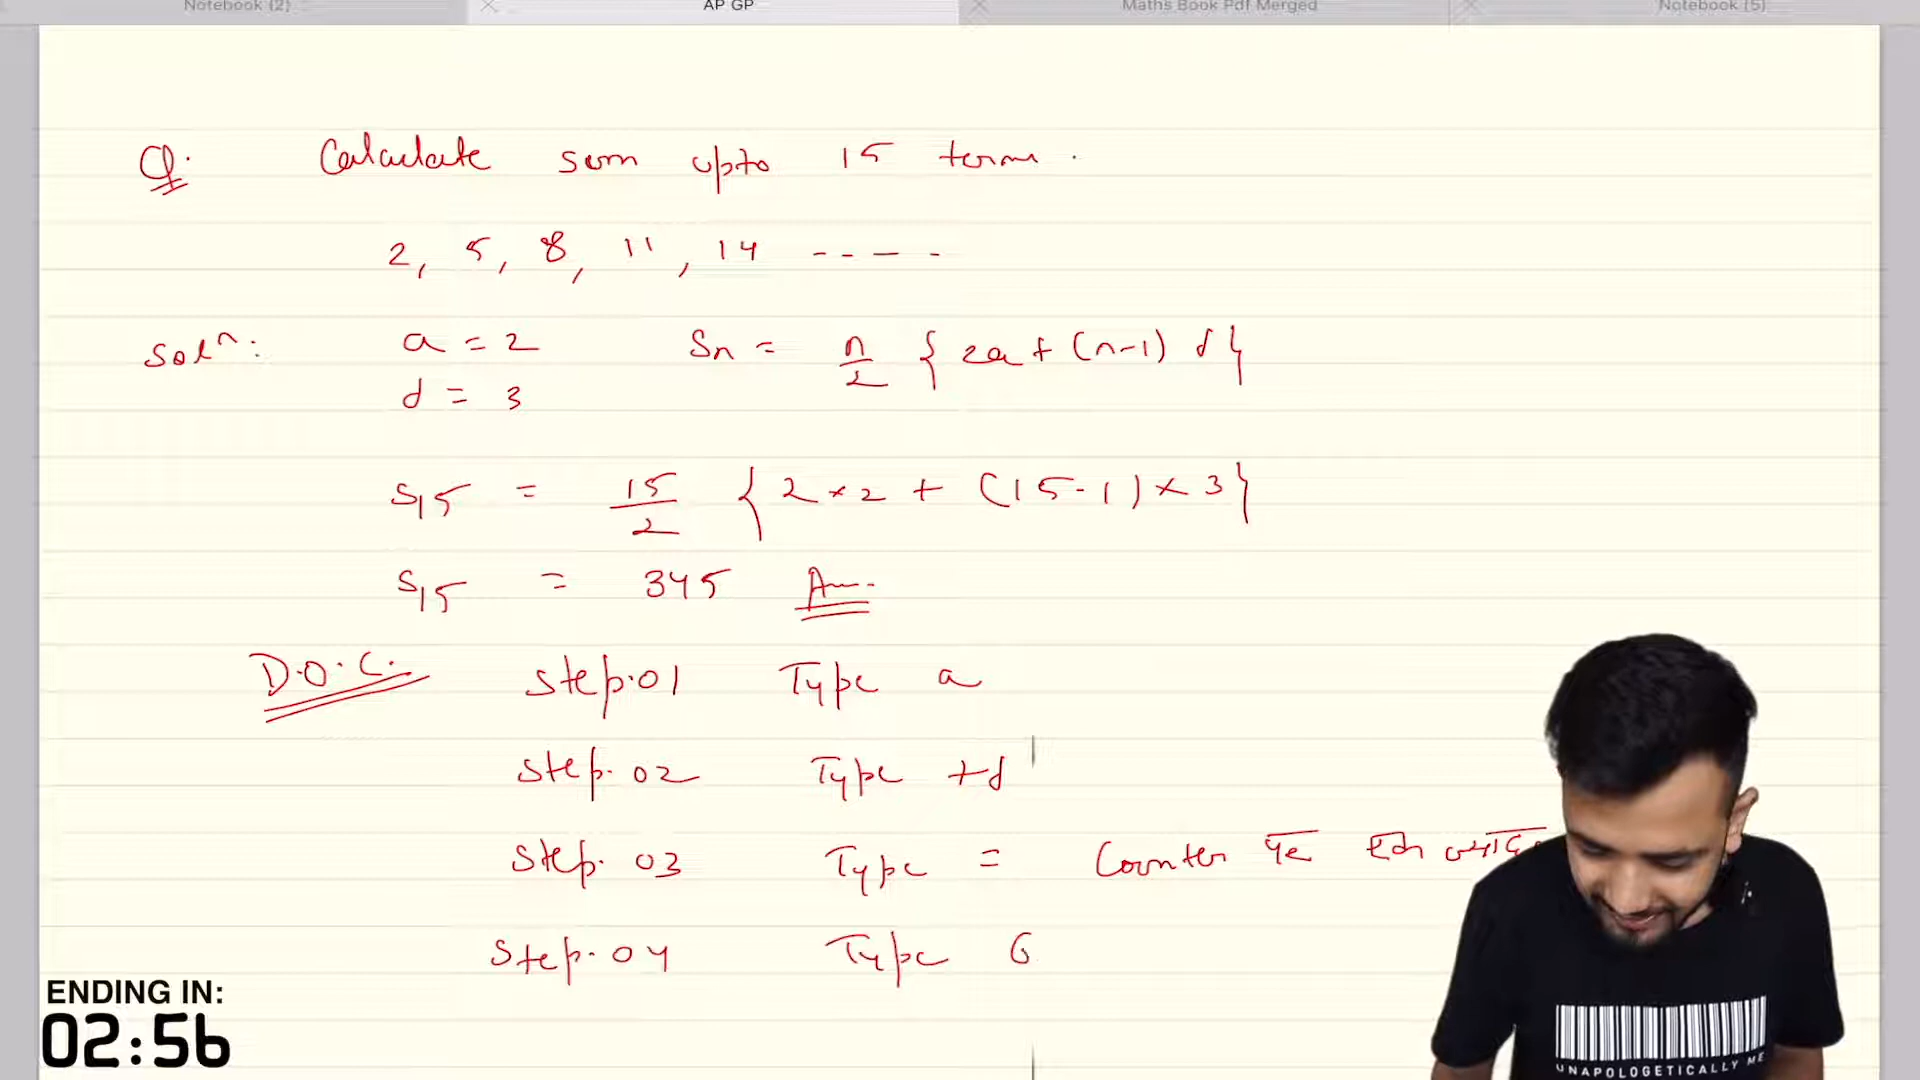 Notebook (2) AP GP Maths Book Pdf Merged Notebook (5)
Q. Calculate sum upto 15 terms.
2, 5, 8, 11, 14 -----
Solⁿ: a = 2 Sn = n/2 {2a + (n-1) d}
d = 3
S15 = 15/2 {2×2 + (15-1)×3}
S15 = 345 Ans.
D.O.C. Step.01 Type a
Step.02 Type +d
Step.03 Type = Counter पर
Step.04 Type G
ENDING IN:
02:56
UNAPOLOGETICALLY ME